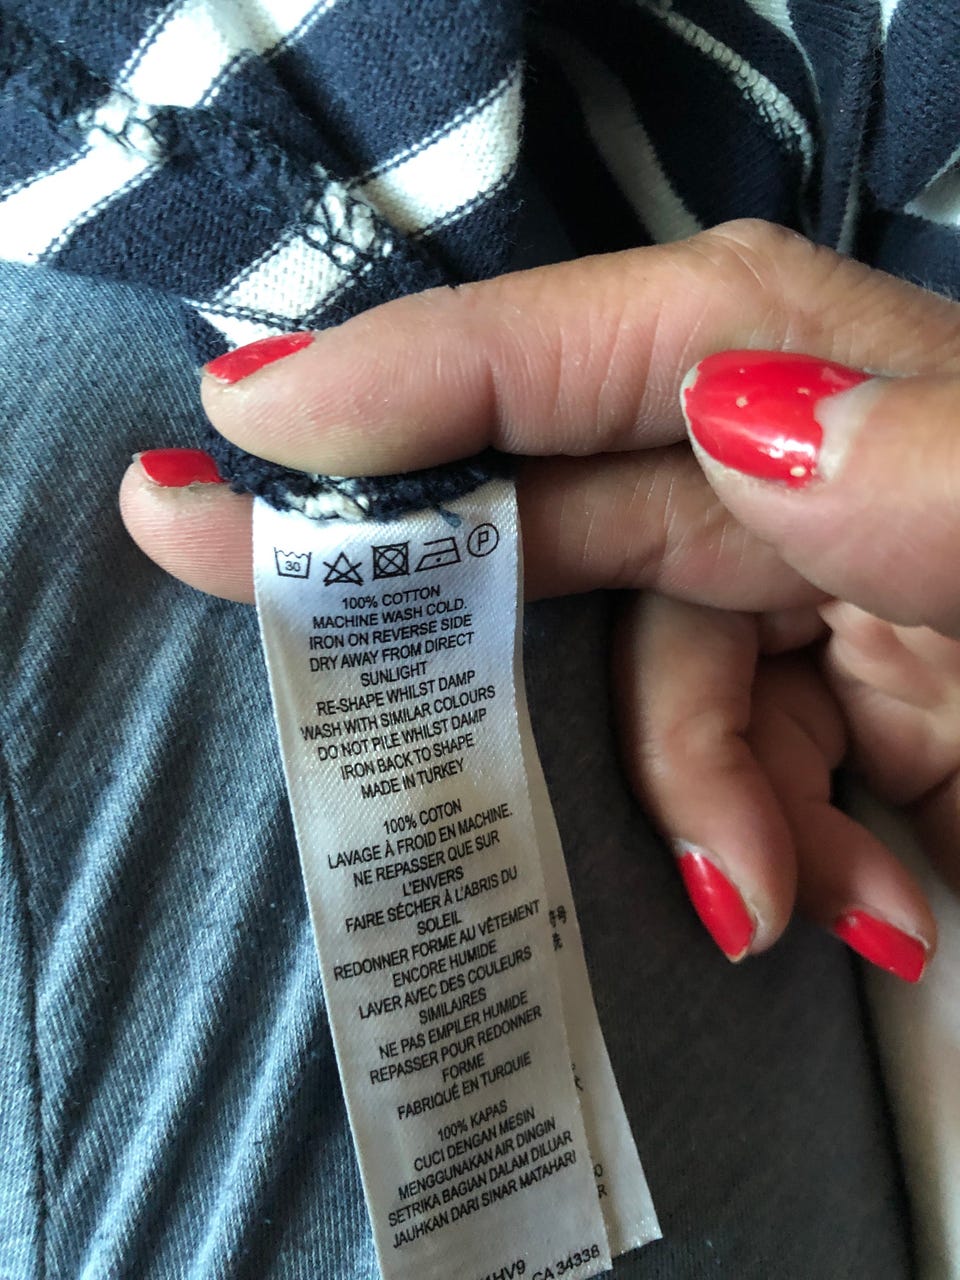 30
P
100% COTTON
MACHINE WASH COLD.
IRON ON REVERSE SIDE
DRY AWAY FROM DIRECT
SUNLIGHT
RE-SHAPE WHILST DAMP
WASH WITH SIMILAR COLOURS
DO NOT PILE WHILST DAMP
IRON BACK TO SHAPE
MADE IN TURKEY
100% COTON
LAVAGE À FROID EN MACHINE.
NE REPASSER QUE SUR
L'ENVERS
FAIRE SÉCHER À L'ABRIS DU
SOLEIL
REDONNER FORME AU VÊTEMENT
ENCORE HUMIDE
LAVER AVEC DES COULEURS
SIMILAIRES
NE PAS EMPILER HUMIDE
REPASSER POUR REDONNER
FORME
FABRIQUÉ EN TURQUIE
100% KAPAS
CUCI DENGAN MESIN
MENGGUNAKAN AIR DINGIN
SETRIKA BAGIAN DALAM DILUAR
JAUHKAN DARI SINAR MATAHARI
HV9
CA 34338